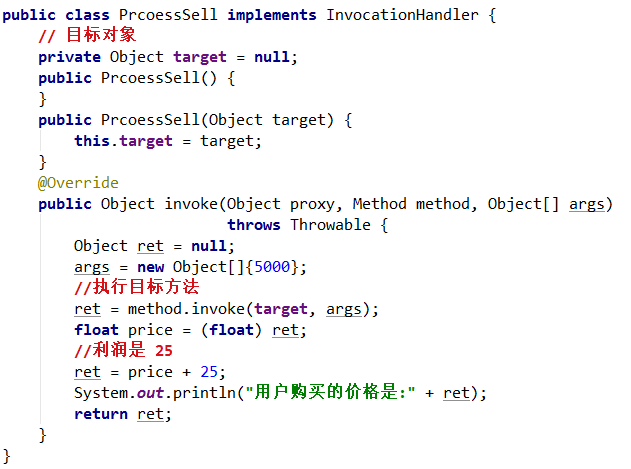 public class PrcoessSell implements InvocationHandler {
// 目标对象
private Object target = null;
public PrcoessSell() {
}
public PrcoessSell(Object target) {
this.target = target;
}
@Override
public Object invoke(Object proxy, Method method, Object[] args)
throws Throwable {
Object ret = null;
args = new Object[]{5000};
//执行目标方法
ret = method.invoke(target, args);
float price = (float) ret;
//利润是 25
ret = price + 25;
System.out.println("用户购买的价格是:" + ret);
return ret;
}
}